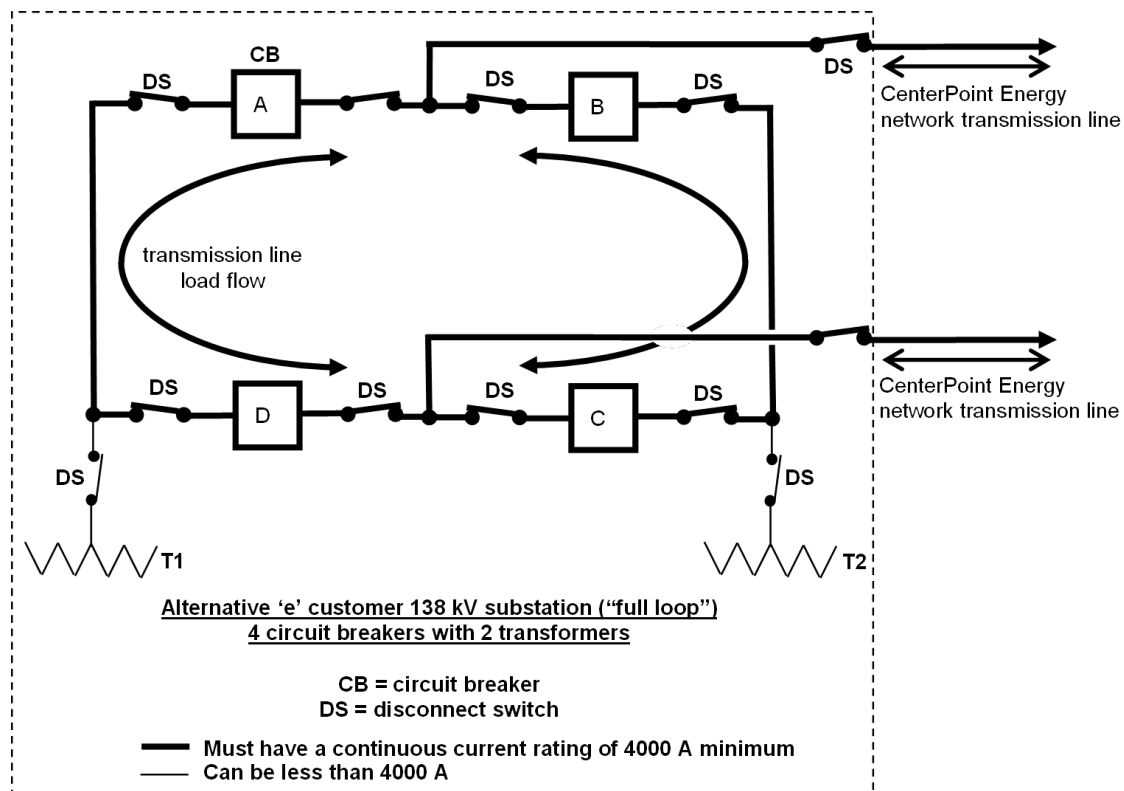 CB
DS
A
DS
B
DS
DS
CenterPoint Energy
network transmission line
transmission line
load flow
CenterPoint Energy
network transmission line
DS
D
DS
DS
C
DS
DS
DS
T1
T2
Alternative ‘e’ customer 138 kV substation (“full loop”)
4 circuit breakers with 2 transformers
CB = circuit breaker
DS = disconnect switch
Must have a continuous current rating of 4000 A minimum
Can be less than 4000 A